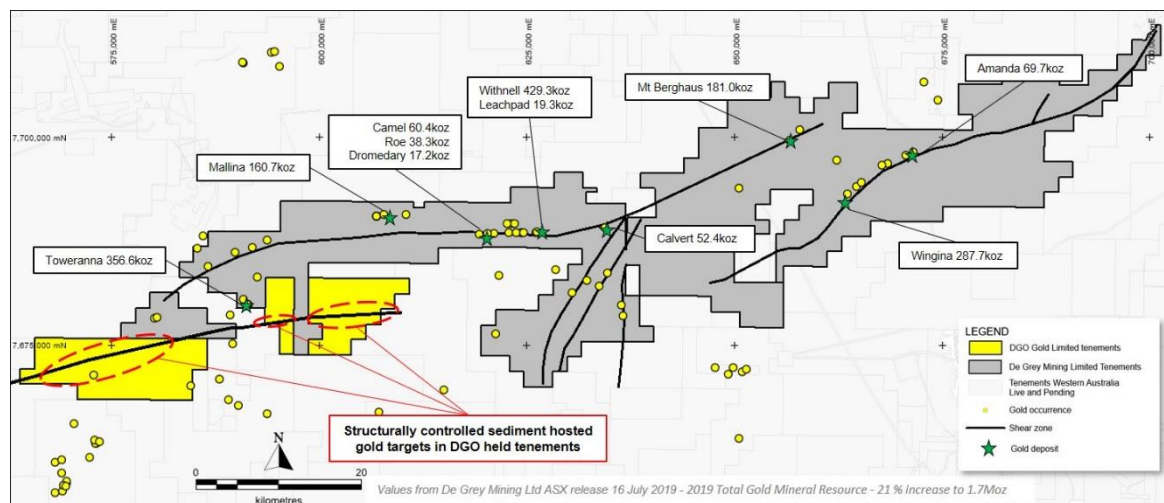 575,000 mE
600,000 mE
625,000 mE
650,000 mE
675,000 mE
700,000 mE
7,700,000 mN
7,675,000 mN
Withnell 429.3koz
Leachpad 19.3koz
Mt Berghaus 181.0koz
Amanda 69.7koz
Camel 60.4koz
Roe 38.3koz
Dromedary 17.2koz
Mallina 160.7koz
Toweranna 356.6koz
Calvert 52.4koz
Wingina 287.7koz
Structurally controlled sediment hosted
gold targets in DGO held tenements
N
0
20
kilometres
LEGEND
DGO Gold Limited tenements
De Grey Mining Limited Tenements
Tenements Western Australia
Live and Pending
Gold occurrence
Shear zone
Gold deposit
Values from De Grey Mining Ltd ASX release 16 July 2019 - 2019 Total Gold Mineral Resource - 21 % increase to 1.7Moz